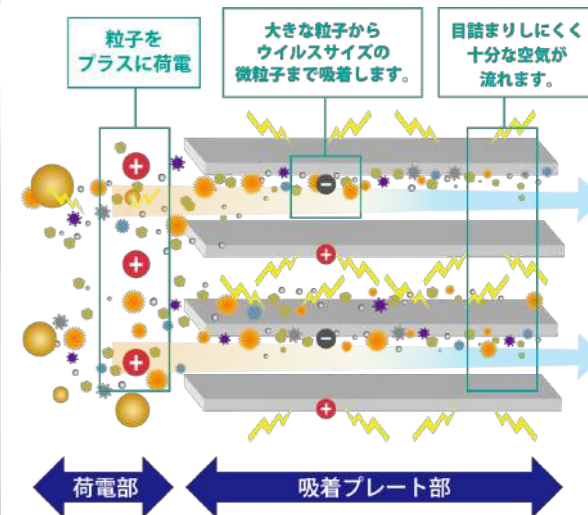 粒子を
プラスに荷電
大きな粒子から
ウイルスサイズの
微粒子まで吸着します。
目詰まりしにくく
十分な空気が
流れます。
+
−
+
+
−
+
+
荷電部
吸着プレート部